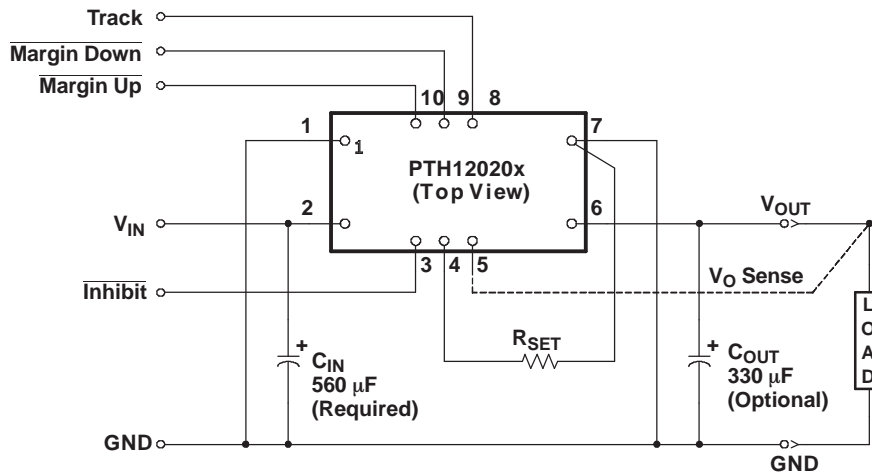 Track
Margin Down
Margin Up
10 9 8
1
7
1
PTH12020x
(Top View)
VIN
2
6
VOUT
Inhibit
3 4 5
VO Sense
RSET
+
CIN
560 μF
(Required)
+
COUT
330 μF
(Optional)
L
O
A
D
GND
GND